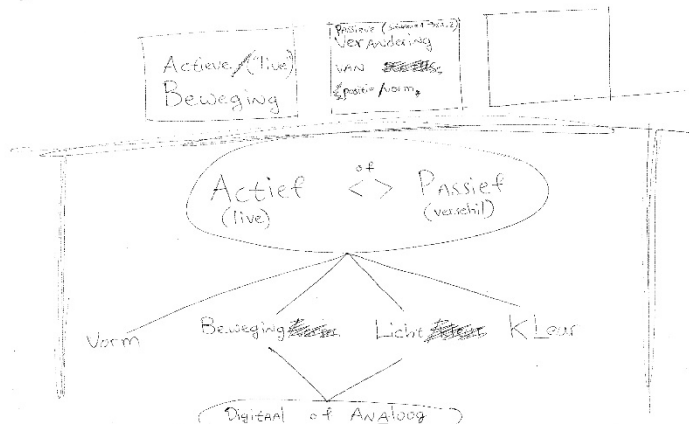 Actieve/('live)
Beweging
Passieve
Verandering
VAN
positie/vorm
Actief <of> Passief
(live) (verschil)
Vorm Beweging Licht KLeur
Digitaal of Analoog